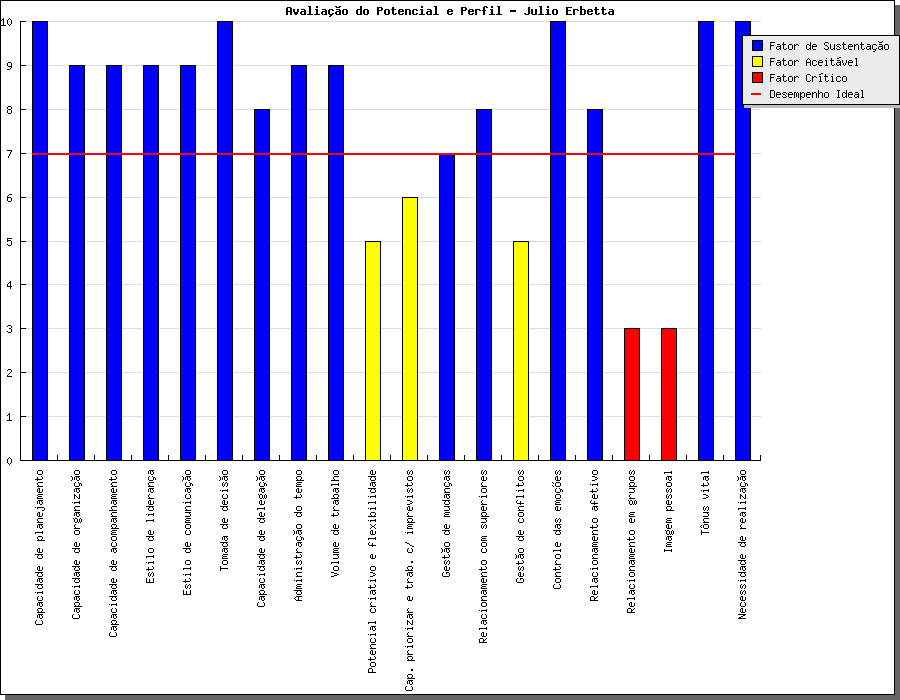 Avaliação do Potencial e Perfil - Julio Erbetta
Fator de Sustentação
Fator Aceitável
Fator Crítico
Desempenho Ideal
10
9
8
7
6
5
4
3
2
1
0
Capacidade de planejamento
Capacidade de organização
Capacidade de acompanhamento
Estilo de liderança
Estilo de comunicação
Tomada de decisão
Capacidade de delegação
Administração do tempo
Volume de trabalho
Potencial criativo e flexibilidade
Cap. priorizar e trab. c/ imprevistos
Gestão de mudanças
Relacionamento com superiores
Gestão de conflitos
Controle das emoções
Relacionamento afetivo
Relacionamento em grupos
Imagem pessoal
Tônus vital
Necessidade de realização